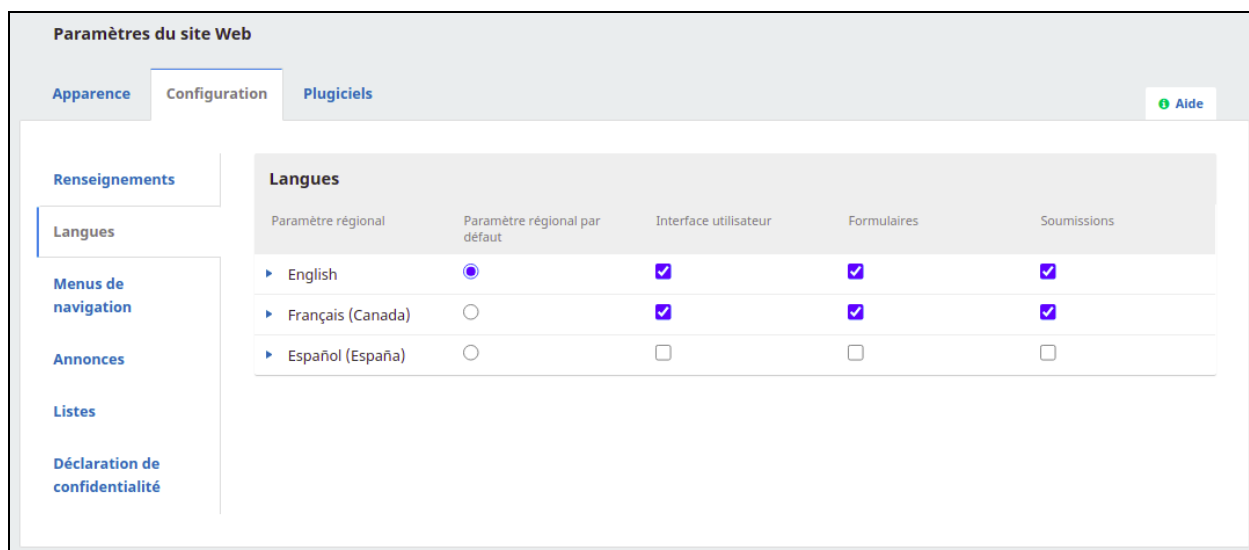 Paramètres du site Web
Apparence Configuration Plugiciels
Aide
Renseignements
Langues
Menus de
navigation
Annonces
Listes
Déclaration de
confidentialité
Langues
Paramètre régional Paramètre régional par Interface utilisateur Formulaires Soumissions
défaut
English
Français (Canada)
Español (España)